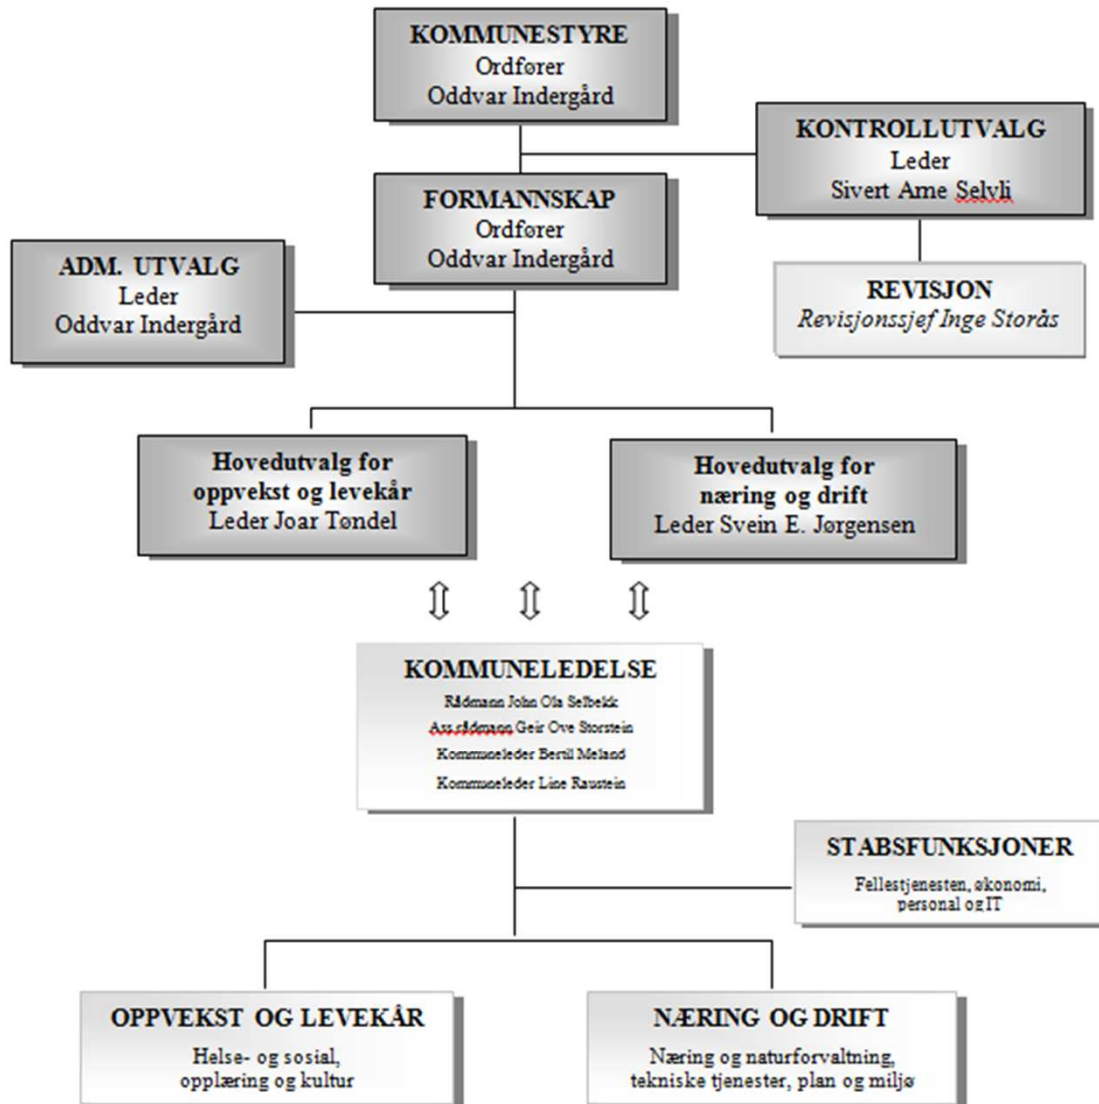 KOMMUNESTYRE
Ordfører
Oddvar Indergård
KONTROLLUTVALG
Leder
Sivert Arne Selvli
FORMANNSKAP
Ordfører
Oddvar Indergård
ADM. UTVALG
Leder
Oddvar Indergård
REVISJON
Revisjonssjef Inge Storås
Hovedutvalg for
oppvekst og levekår
Leder Joar Tøndel
Hovedutvalg for
næring og drift
Leder Svein E. Jørgensen
KOMMUNELEDELSE
Rådmann John Ola Selbekk
Ass.rådmann Geir Ove Storstein
Kommuneleder Bertil Meland
Kommuneleder Line Raustein
STABSFUNKSJONER
Fellestjenesten, økonomi,
personal og IT
OPPVEKST OG LEVEKÅR
Helse- og sosial,
opplæring og kultur
NÆRING OG DRIFT
Næring og naturforvaltning,
tekniske tjenester, plan og miljø